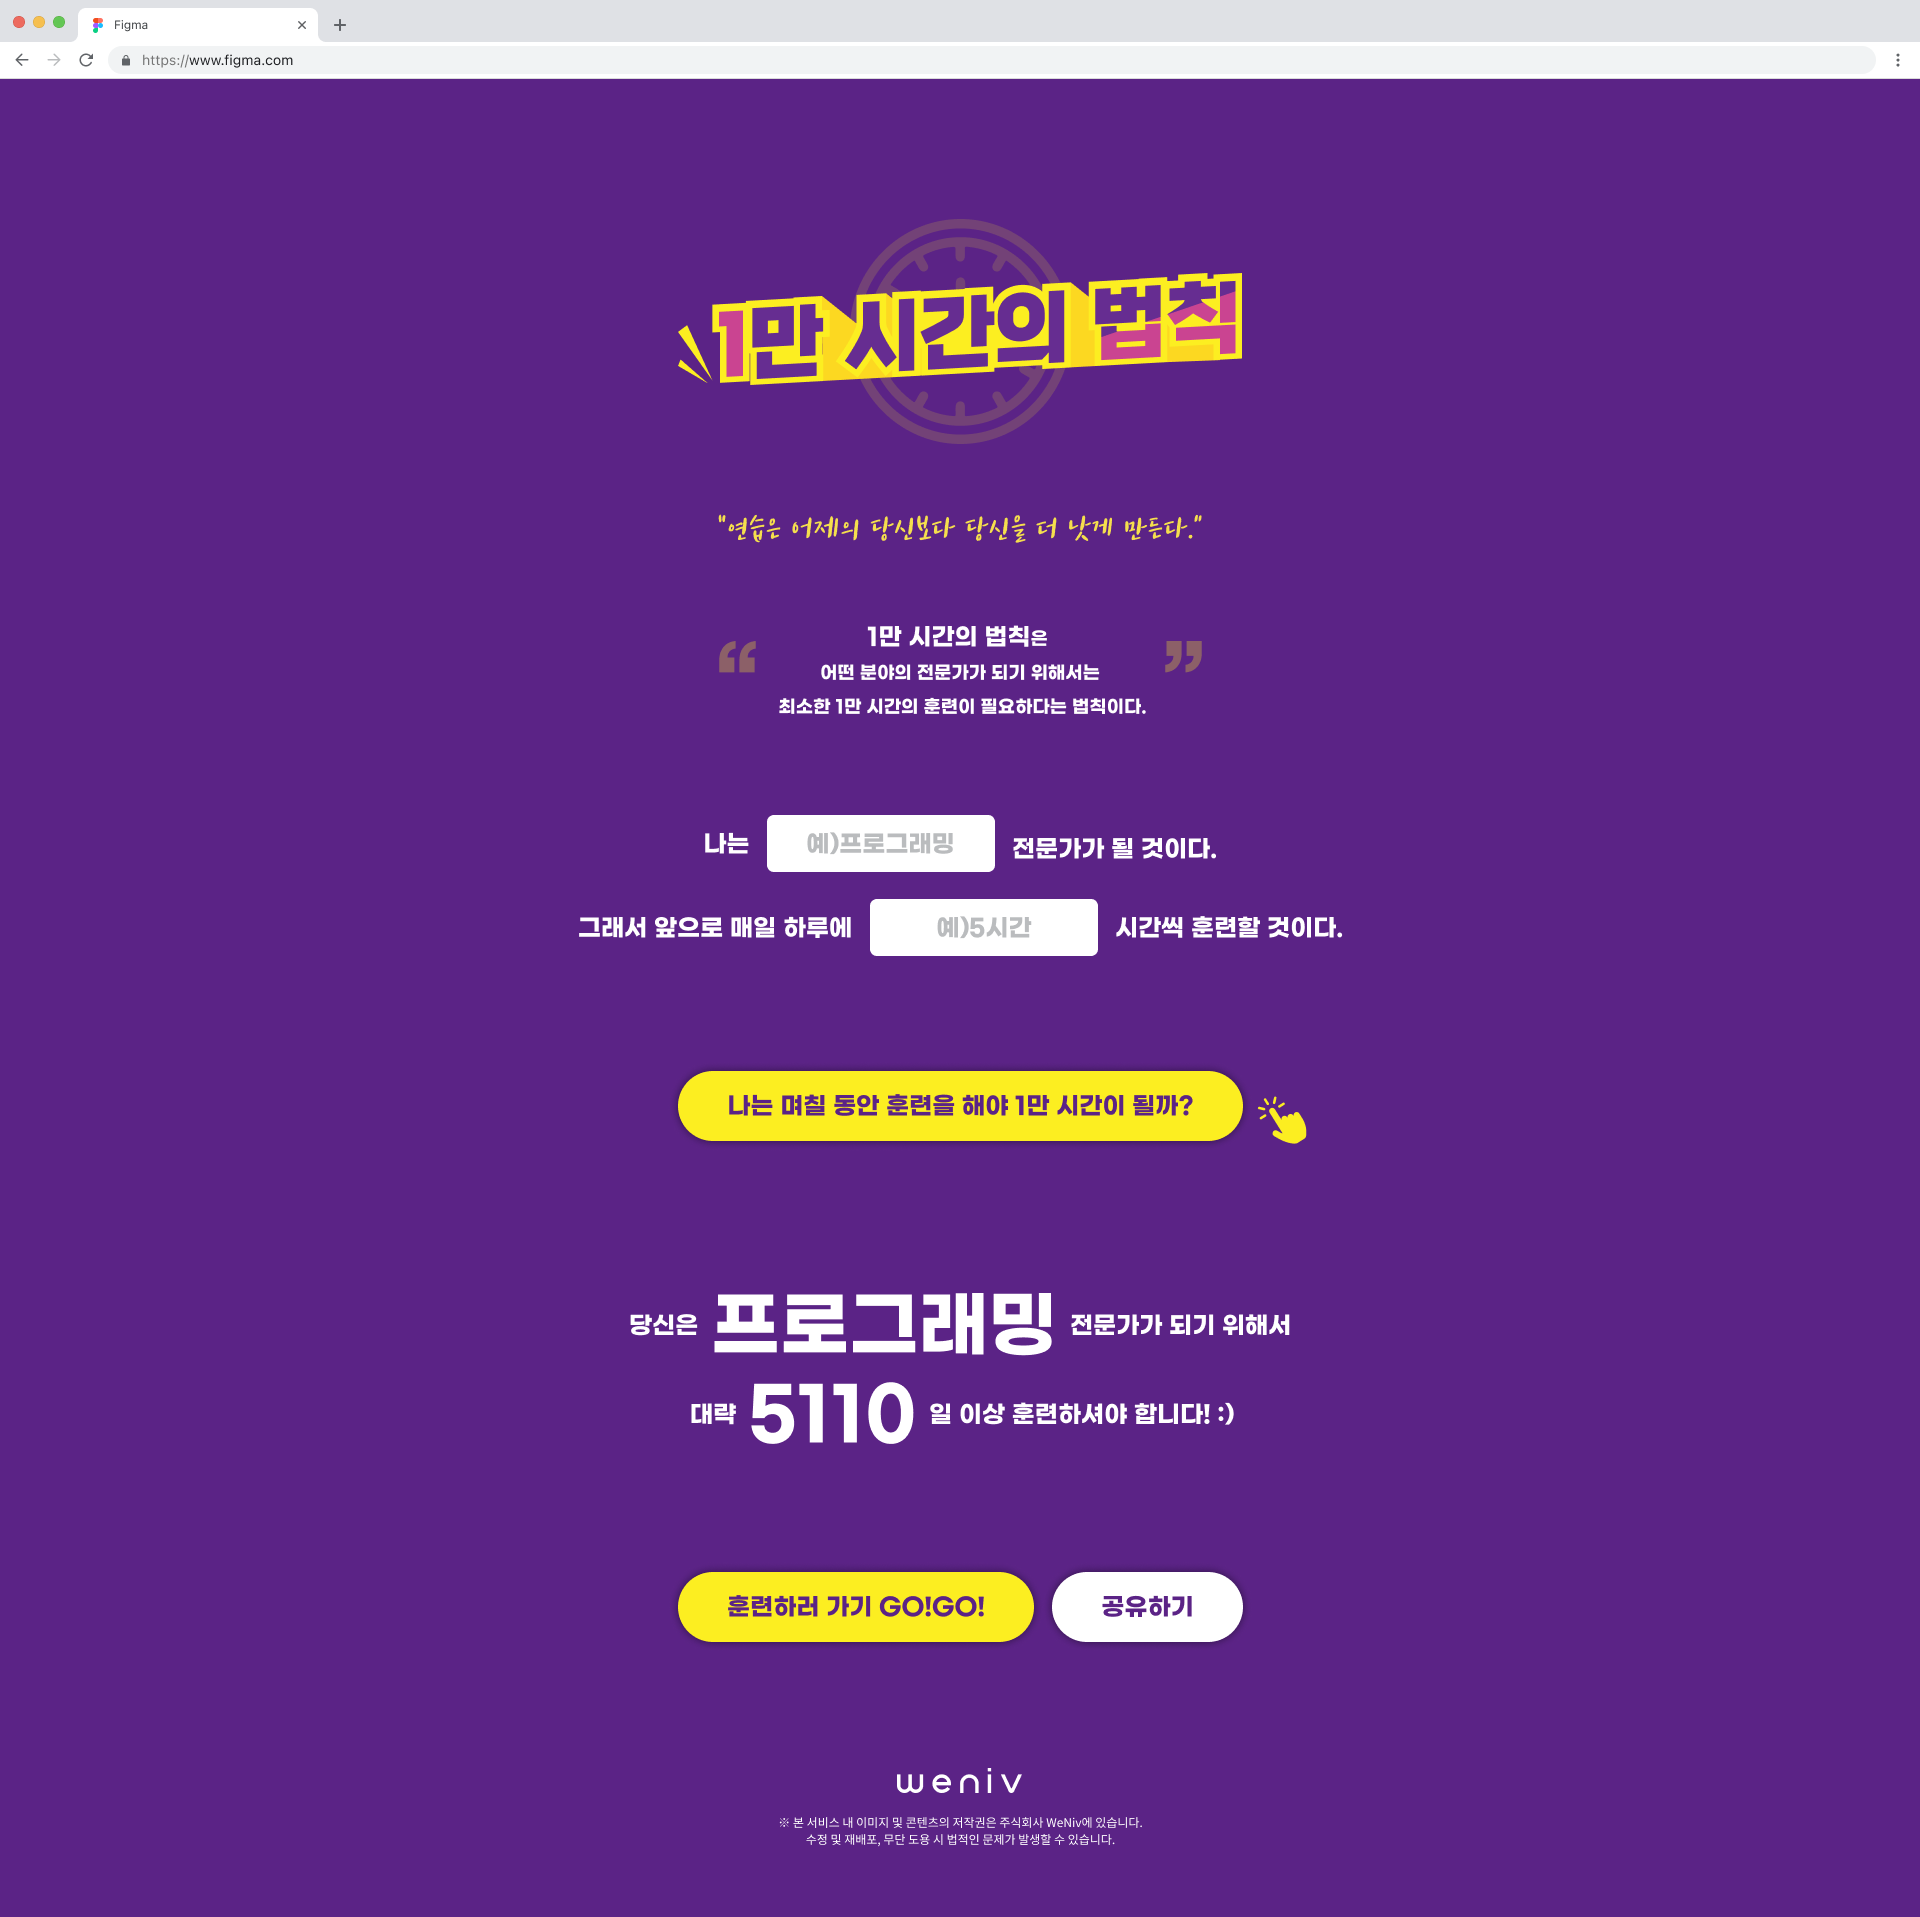 Figma
https://www.figma.com
1만 시간의 법칙
"연습은 어제의 당신보다 당신을 더 낫게 만든다."
“ 1만 시간의 법칙은 ”
어떤 분야의 전문가가 되기 위해서는
최소한 1만 시간의 훈련이 필요하다는 법칙이다.
나는 예)프로그래밍 전문가가 될 것이다.
그래서 앞으로 매일 하루에 예)5시간 시간씩 훈련할 것이다.
나는 며칠 동안 훈련을 해야 1만 시간이 될까?
당신은 프로그래밍 전문가가 되기 위해서
대략 5110 일 이상 훈련하셔야 합니다! :)
훈련하러 가기 GO!GO! 공유하기
weniv
※ 본 서비스 내 이미지 및 콘텐츠의 저작권은 주식회사 WeNiv에 있습니다.
수정 및 재배포, 무단 도용 시 법적인 문제가 발생할 수 있습니다.